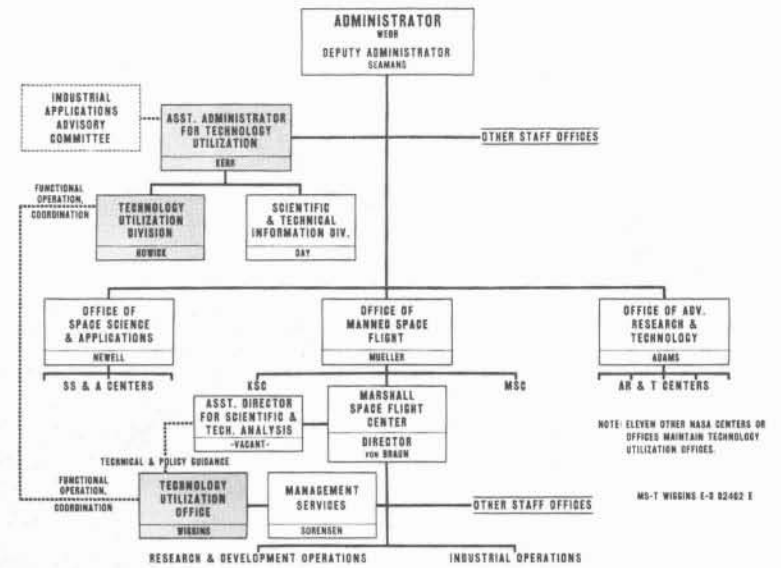 ADMINISTRATOR
WEBB
DEPUTY ADMINISTRATOR
SEAMANS
INDUSTRIAL
APPLICATIONS
ADVISORY
COMMITTEE
ASST. ADMINISTRATOR
FOR TECHNOLOGY
UTILIZATION
KERR
OTHER STAFF OFFICES
FUNCTIONAL
OPERATION,
COORDINATION
TECHNOLOGY
UTILIZATION
DIVISION
HOWICK
SCIENTIFIC
& TECHNICAL
INFORMATION DIV.
DAY
OFFICE OF
SPACE SCIENCE
& APPLICATIONS
NEWELL
OFFICE OF
MANNED SPACE
FLIGHT
MUELLER
OFFICE OF ADV.
RESEARCH &
TECHNOLOGY
ADAMS
SS & A CENTERS
KSC
MSC
AR & T CENTERS
ASST. DIRECTOR
FOR SCIENTIFIC &
TECH. ANALYSIS
-VACANT-
MARSHALL
SPACE FLIGHT
CENTER
DIRECTOR
VON BRAUN
NOTE: ELEVEN OTHER NASA CENTERS OR
OFFICES MAINTAIN TECHNOLOGY
UTILIZATION OFFICES.
TECHNICAL & POLICY GUIDANCE
FUNCTIONAL
OPERATION,
COORDINATION
TECHNOLOGY
UTILIZATION
OFFICE
WIGGINS
MANAGEMENT
SERVICES
SORENSEN
OTHER STAFF OFFICES
MS-T WIGGINS E-O 02462 E
RESEARCH & DEVELOPMENT OPERATIONS
INDUSTRIAL OPERATIONS